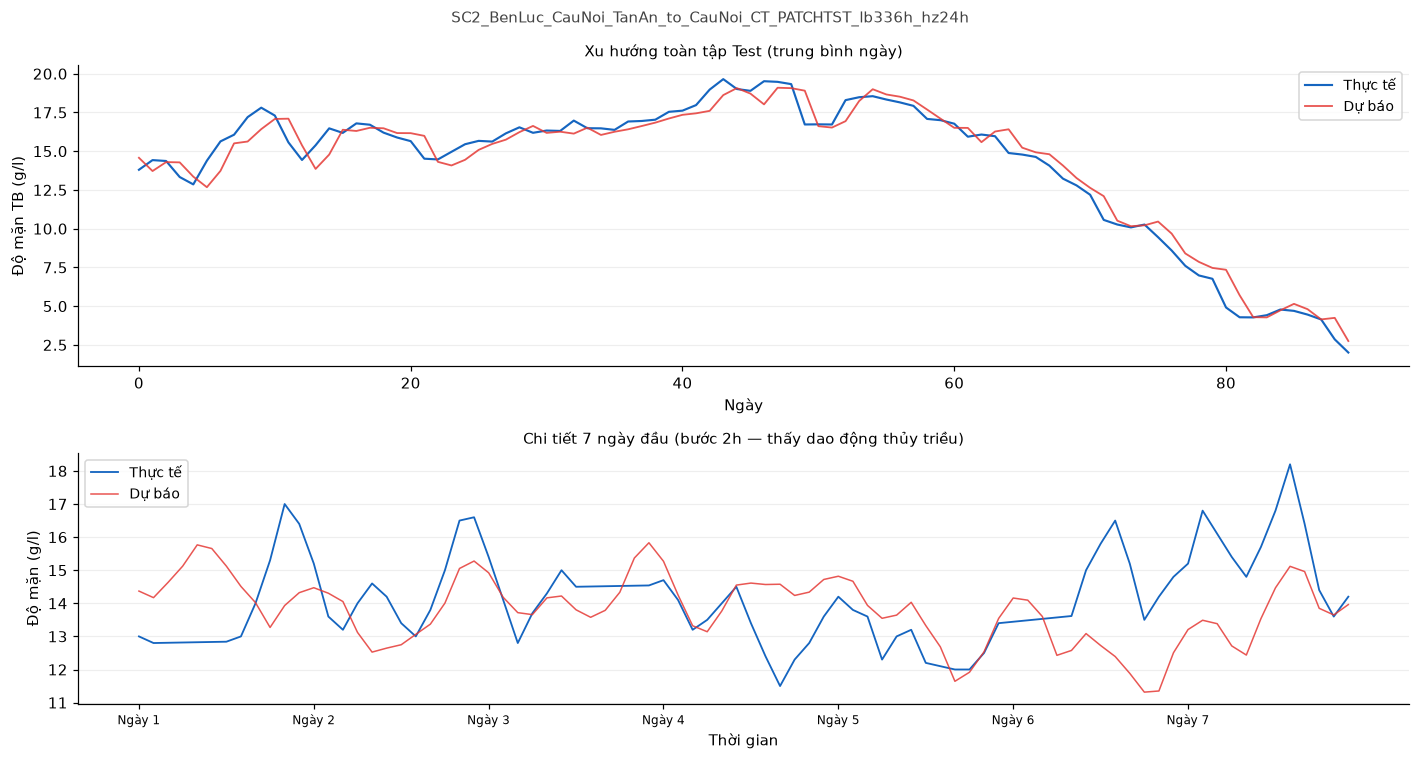 SC2_BenLuc_CauNoi_TanAn_to_CauNoi_CT_PATCHTST_lb336h_hz24h
Xu hướng toàn tập Test (trung bình ngày)
Độ mặn TB (g/l)
20.0
17.5
15.0
12.5
10.0
7.5
5.0
2.5
Thực tế
Dự báo
0
20
40
60
80
Ngày
Chi tiết 7 ngày đầu (bước 2h — thấy dao động thủy triều)
Độ mặn (g/l)
18
17
16
15
14
13
12
11
Thực tế
Dự báo
Ngày 1
Ngày 2
Ngày 3
Ngày 4
Ngày 5
Ngày 6
Ngày 7
Thời gian